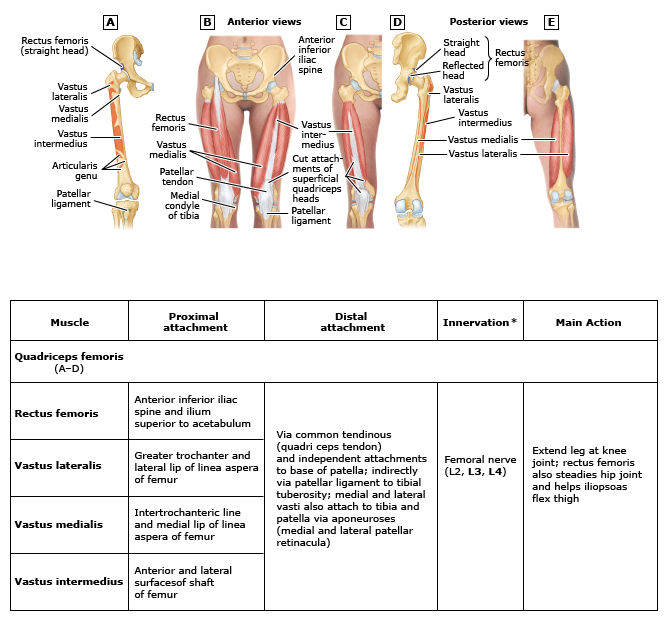 A
B
Anterior views
C
D
Posterior views
E
Rectus femoris
(straight head)
Vastus
lateralis
Vastus
medialis
Vastus
intermedius
Articularis
genu
Patellar
ligament
Rectus
femoris
Vastus
medialis
Patellar
tendon
Medial
condyle
of tibia
Anterior
inferior
iliac
spine
Vastus
inter-
medius
Cut attach-
ments of
superficial
quadriceps
heads
Patellar
ligament
Straight
head
Reflected
head
Rectus
femoris
Vastus
lateralis
Vastus
intermedius
Vastus medialis
Vastus lateralis
Muscle
Proximal
attachment
Distal
attachment
Innervation*
Main Action
Quadriceps femoris
(A–D)
Rectus femoris
Anterior inferior iliac
spine and ilium
superior to acetabulum
Vastus lateralis
Greater trochanter and
lateral lip of linea aspera
of femur
Vastus medialis
Intertrochanteric line
and medial lip of linea
aspera of femur
Vastus intermedius
Anterior and lateral
surfacesof shaft
of femur
Via common tendinous
(quadri ceps tendon)
and independent attachments
to base of patella; indirectly
via patellar ligament to tibial
tuberosity; medial and lateral
vasti also attach to tibia and
patella via aponeuroses
(medial and lateral patellar
retinacula)
Femoral nerve
(L2, L3, L4)
Extend leg at knee
joint; rectus femoris
also steadies hip joint
and helps iliopsoas
flex thigh